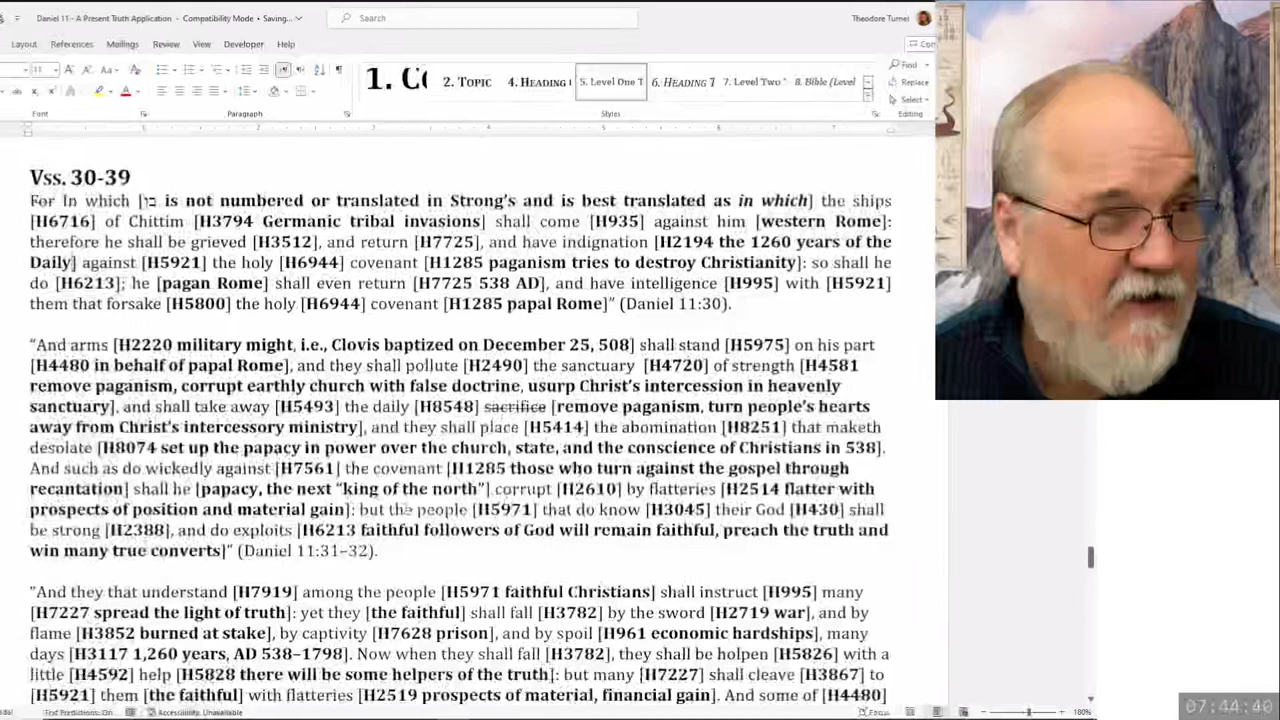 Daniel 11 - A Present Truth Application - Compatibility Mode • Saving...
Search
Theodore Turner
Layout References Mailings Review View Developer Help
1. Co 2. TOPIC 4. HEADING 5. Level One T 6. HEADING T 7. Level Two 8. Bible (Level
Find
Replace
Select
Font Paragraph Styles Editing
Vss. 30-39
For In which [בו is not numbered or translated in Strong's and is best translated as in which] the ships
[H6716] of Chittim [H3794 Germanic tribal invasions] shall come [H935] against him [western Rome]:
therefore he shall be grieved [H3512], and return [H7725], and have indignation [H2194 the 1260 years of the
Daily] against [H5921] the holy [H6944] covenant [H1285 paganism tries to destroy Christianity]: so shall he
do [H6213]; he [pagan Rome] shall even return [H7725 538 AD], and have intelligence [H995] with [H5921]
them that forsake [H5800] the holy [H6944] covenant [H1285 papal Rome]" (Daniel 11:30).
"And arms [H2220 military might, i.e., Clovis baptized on December 25, 508] shall stand [H5975] on his part
[H4480 in behalf of papal Rome], and they shall pollute [H2490] the sanctuary [H4720] of strength [H4581
remove paganism, corrupt earthly church with false doctrine, usurp Christ's intercession in heavenly
sanctuary], and shall take away [H5493] the daily [H8548] sacrifice [remove paganism, turn people's hearts
away from Christ's intercessory ministry], and they shall place [H5414] the abomination [H8251] that maketh
desolate [H8074 set up the papacy in power over the church, state, and the conscience of Christians in 538].
And such as do wickedly against [H7561] the covenant [H1285 those who turn against the gospel through
recantation] shall he [papacy, the next "king of the north"] corrupt [H2610] by flatteries [H2514 flatter with
prospects of position and material gain]: but the people [H5971] that do know [H3045] their God [H430] shall
be strong [H2388], and do exploits [H6213 faithful followers of God will remain faithful, preach the truth and
win many true converts]" (Daniel 11:31–32).
"And they that understand [H7919] among the people [H5971 faithful Christians] shall instruct [H995] many
[H7227 spread the light of truth]: yet they [the faithful] shall fall [H3782] by the sword [H2719 war], and by
flame [H3852 burned at stake], by captivity [H7628 prison], and by spoil [H961 economic hardships], many
days [H3117 1,260 years, AD 538–1798]. Now when they shall fall [H3782], they shall be holpen [H5826] with a
little [H4592] help [H5828 there will be some helpers of the truth]: but many [H7227] shall cleave [H3867] to
[H5921] them [the faithful] with flatteries [H2519 prospects of material, financial gain]. And some of [H4480]
Text Predictions: On Accessibility: Unavailable Focus 180%
07:44:40